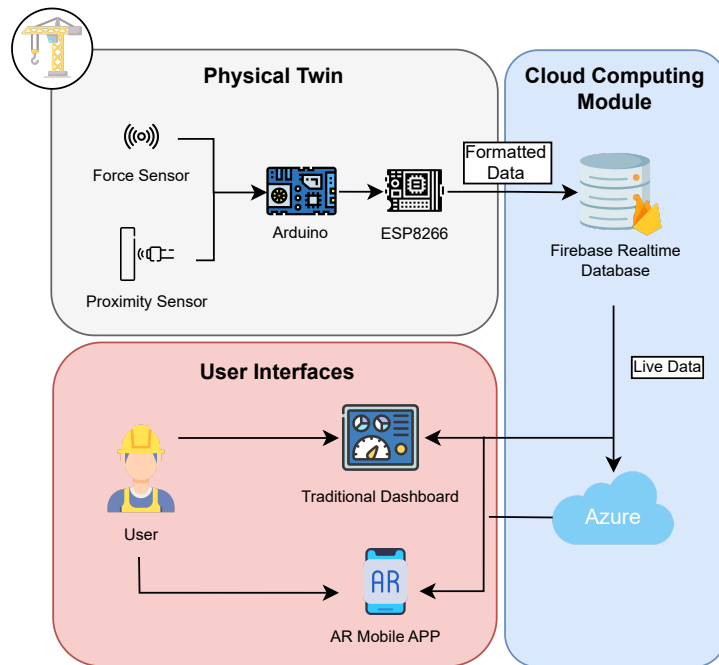 Physical Twin
Cloud Computing
Module
Force Sensor
Proximity Sensor
Arduino
ESP8266
Formatted
Data
Firebase Realtime
Database
Live Data
User Interfaces
User
Traditional Dashboard
Azure
AR
AR Mobile APP